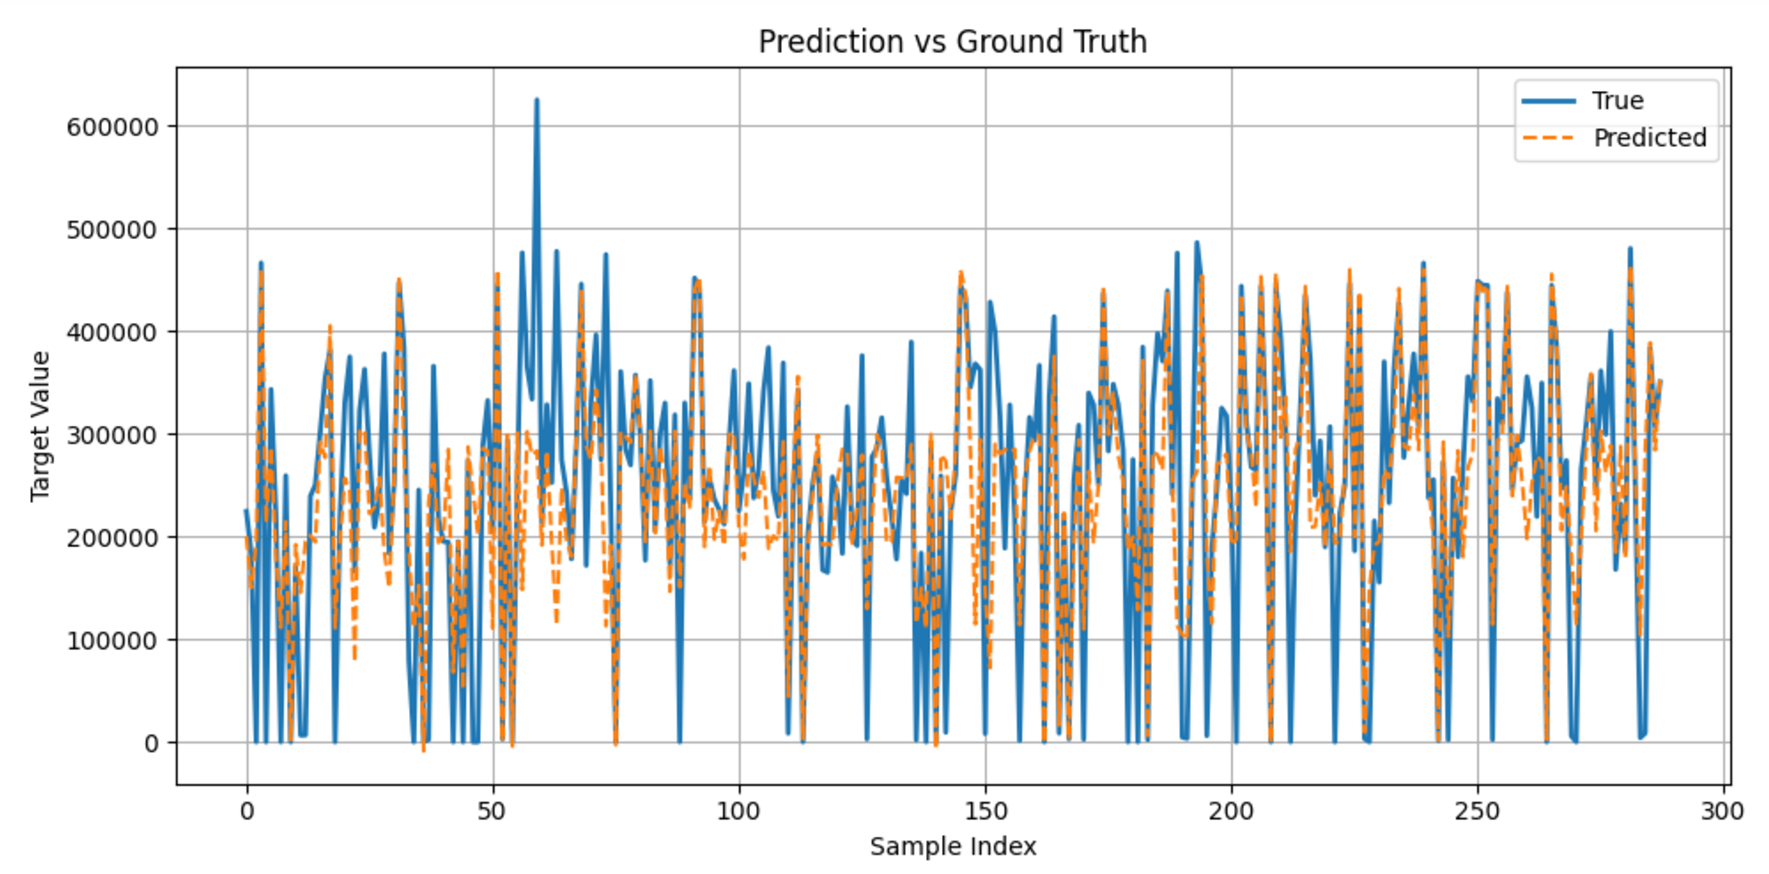 Prediction vs Ground Truth
True
Predicted
600000
500000
400000
300000
200000
100000
0
Target Value
0 50 100 150 200 250 300
Sample Index